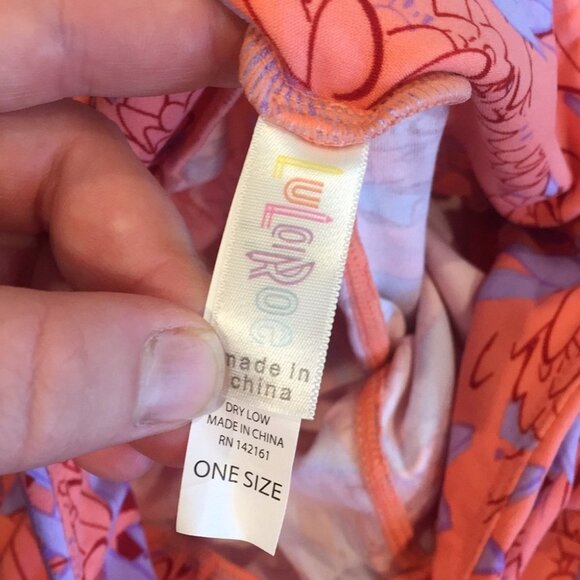 LuLaRoe
made in
china
DRY LOW
MADE IN CHINA
RN 142161
ONE SIZE